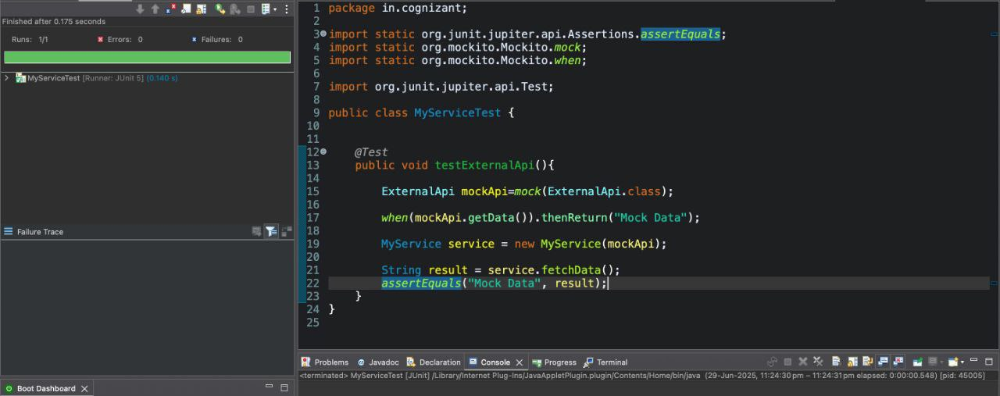 Finished after 0.175 seconds
Runs: 1/1 Errors: 0 Failures: 0
MyServiceTest [Runner: JUnit 5] (0.140 s)
Failure Trace
Boot Dashboard
1 package in.cognizant;
2
3 import static org.junit.jupiter.api.Assertions.assertEquals;
4 import static org.mockito.Mockito.mock;
5 import static org.mockito.Mockito.when;
6
7 import org.junit.jupiter.api.Test;
8
9 public class MyServiceTest {
10
11
12 @Test
13 public void testExternalApi(){
14
15 ExternalApi mockApi=mock(ExternalApi.class);
16
17 when(mockApi.getData()).thenReturn("Mock Data");
18
19 MyService service = new MyService(mockApi);
20
21 String result = service.fetchData();
22 assertEquals("Mock Data", result);
23 }
24 }
25
Problems @ Javadoc Declaration Console Progress Terminal
<terminated> MyServiceTest [JUnit] /Library/Internet Plug-Ins/JavaAppletPlugin.plugin/Contents/Home/bin/java (29-Jun-2025, 11:24:30 pm – 11:24:31 pm elapsed: 0:00:00.548) [pid: 45005]